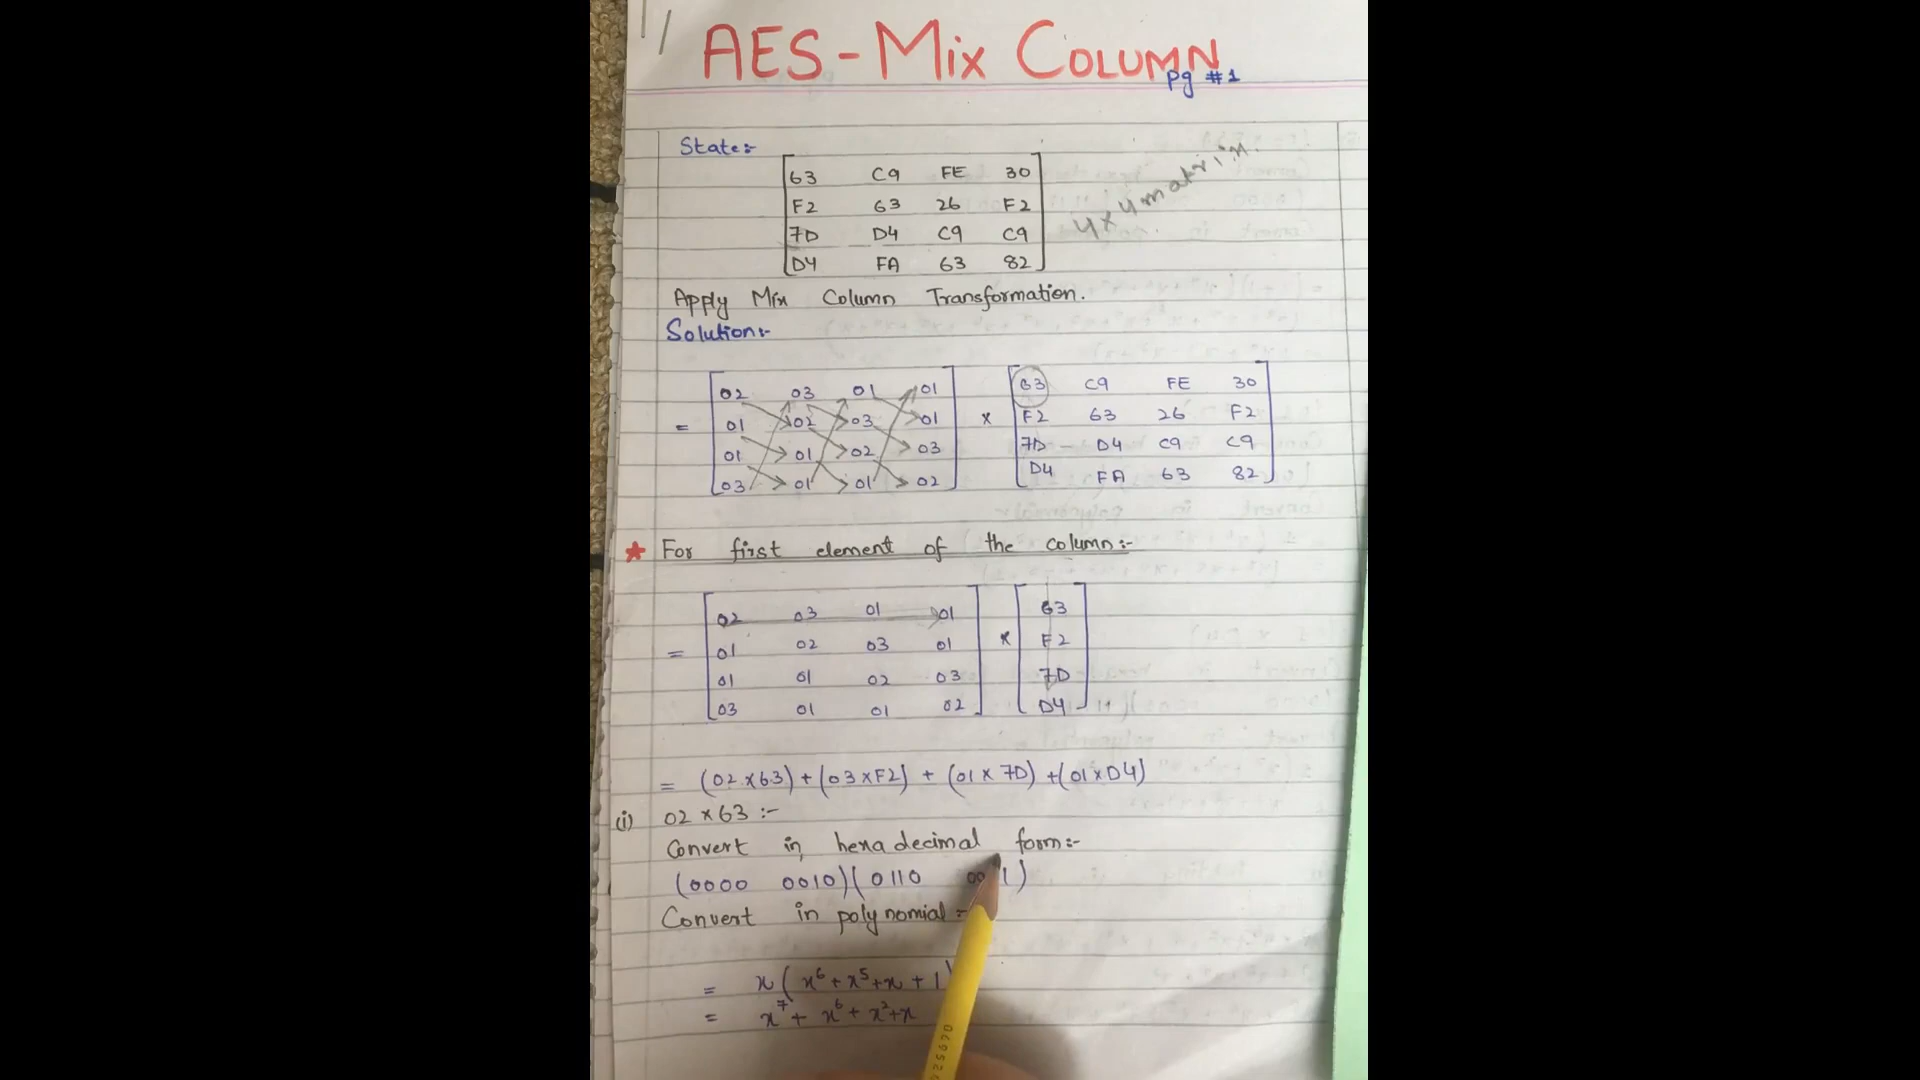 AES-Mix Column
pg #1
State:-
63 C9 FE 30
F2 63 26 F2
7D D4 C9 C9
D4 FA 63 82
4x4 matrix
Apply Mix Column Transformation.
Solution:-
02 03 01 01
01 02 03 01
01 01 02 03
03 01 01 02
= ×
63 C9 FE 30
F2 63 26 F2
7D D4 C9 C9
D4 FA 63 82
For first element of the column:-
02 03 01 01
01 02 03 01
01 01 02 03
03 01 01 02
= ×
63
F2
7D
D4
= (02×63)+(03×F2)+(01×7D)+(01×D4)
(i) 02×63:-
Convert in hexadecimal form:-
(0000 0010)(0110 00 1)
Convert in polynomial-
= x(x⁶+x⁵+x+1)
= x⁷+x⁶+x²+x
025670